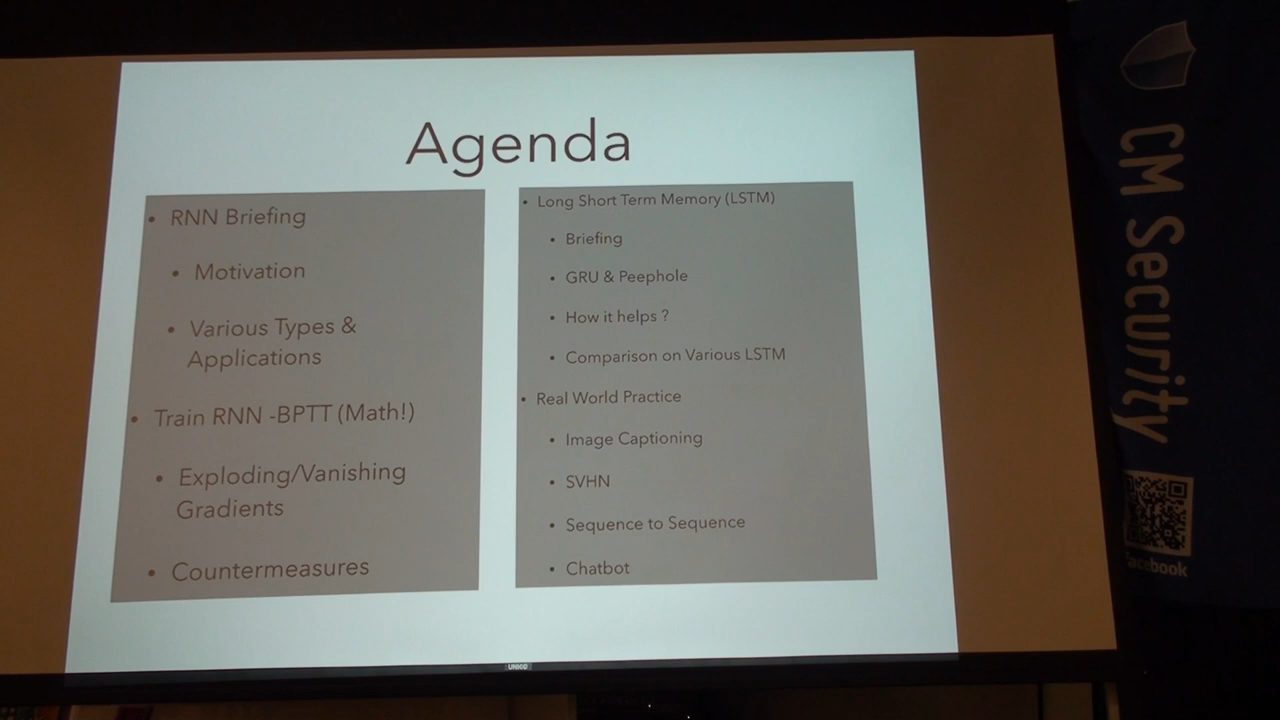 Agenda
• RNN Briefing
• Motivation
• Various Types &
Applications
• Train RNN -BPTT (Math!)
• Exploding/Vanishing
Gradients
• Countermeasures
• Long Short Term Memory (LSTM)
• Briefing
• GRU & Peephole
• How it helps ?
• Comparison on Various LSTM
• Real World Practice
• Image Captioning
• SVHN
• Sequence to Sequence
• Chatbot
CM Security
Facebook